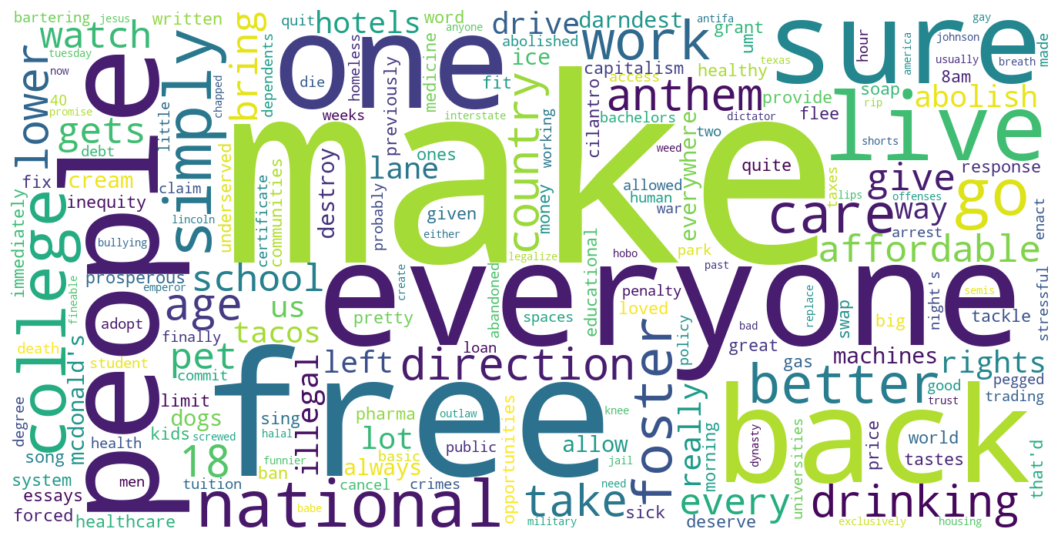 make
everyone
free
people
back
sure
one
live
national
college
simply
go
work
care
better
foster
country
anthem
direction
drinking
age
take
affordable
school
give
way
lower
watch
gets
bring
hotels
drive
darndest
abolish
every
really
rights
illegal
18
tacos
us
pet
left
lot
lane
bartering
jesus
written
quit
umi
word
abolished
ice
fit
grant
gay
antifa
anyone
texas
johnson
usually
breath
rip
america
hour
made
8am
soap
tuesday
now
40
promise
debt
chapped
little
die
homeless
weeks
dependents
medicine
previously
interstate
capitalism
access
healthy
bachelors
cilantro
provide
flee
dictator
two
weed
shorts
fix
cream
claim
inequity
lincoln
bullying
underserved
certificate
communities
destroy
probably
given
either
ones
money
working
legalize
allowed
human
war
everywhere
quite
taxes
lips
offenses
arrest
response
enact
immediately
fineable
prosperous
emperor
adopt
finally
death
student
commit
pretty
create
abandoned
spaces
hobo
educational
park
past
penalty
loved
policy
great
bad
replace
swap
big
semis
night's
tackle
stressful
mcdonald's
dogs
limit
loan
machines
gas
good
trust
pegged
trading
degree
health
kids
screwed
sing
halal
funnier
ban
pharma
basic
always
outlaw
public
opportunities
knee
jail
allow
song
system
essays
forced
healthcare
men
tuition
babe
cancel
crimes
need
military
sick
deserve
morning
dynasty
universities
price
world
tastes
exclusively
housing
that'd